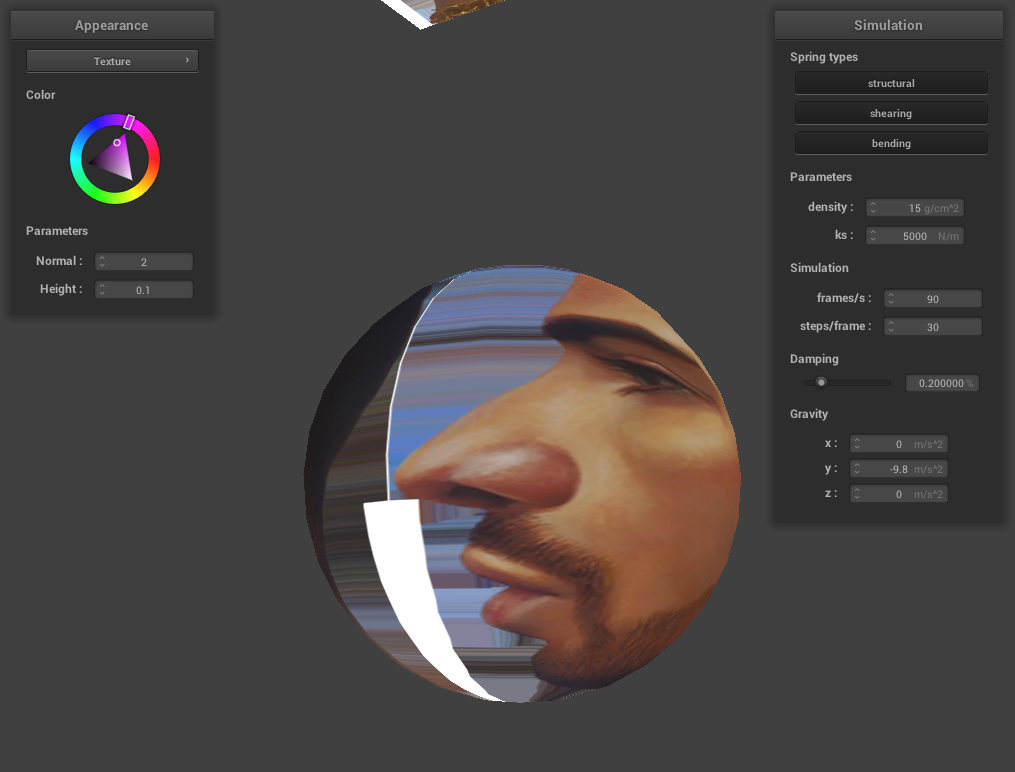 Appearance
Texture
Color
Parameters
Normal : 2
Height : 0.1
Simulation
Spring types
structural
shearing
bending
Parameters
density : 15 g/cm^2
ks : 5000 N/m
Simulation
frames/s : 90
steps/frame : 30
Damping
0.200000 %
Gravity
x : 0 m/s^2
y : -9.8 m/s^2
z : 0 m/s^2